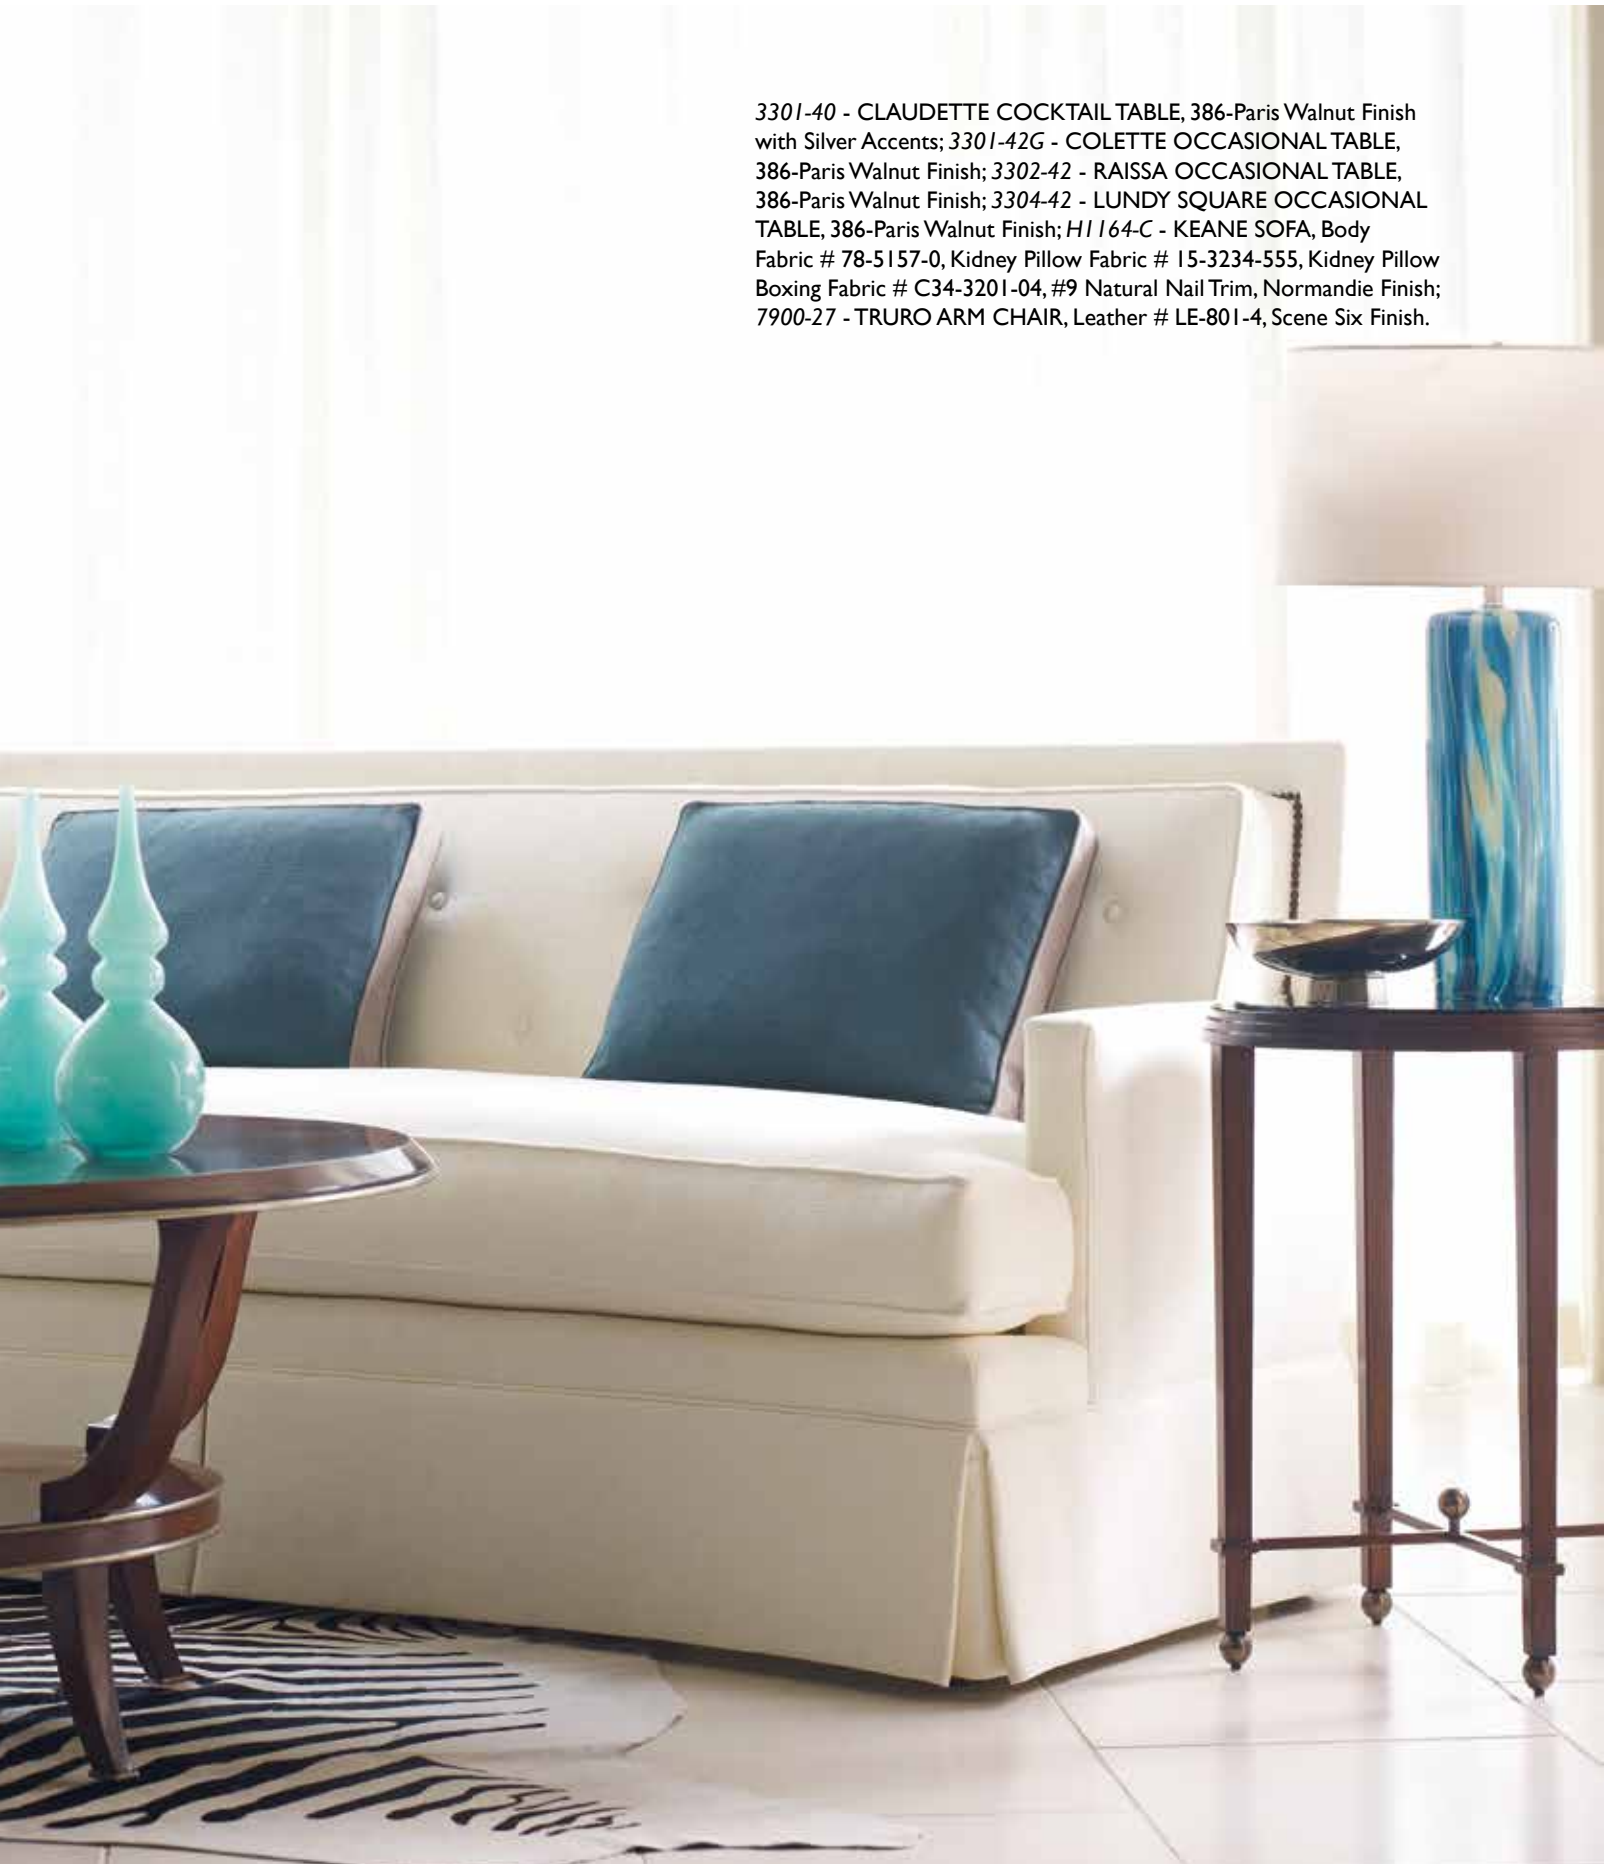 3301-40 - CLAUDETTE COCKTAIL TABLE, 386-Paris Walnut Finish
with Silver Accents; 3301-42G - COLETTE OCCASIONAL TABLE,
386-Paris Walnut Finish; 3302-42 - RAISSA OCCASIONAL TABLE,
386-Paris Walnut Finish; 3304-42 - LUNDY SQUARE OCCASIONAL
TABLE, 386-Paris Walnut Finish; H1164-C - KEANE SOFA, Body
Fabric # 78-5157-0, Kidney Pillow Fabric # 15-3234-555, Kidney Pillow
Boxing Fabric # C34-3201-04, #9 Natural Nail Trim, Normandie Finish;
7900-27 - TRURO ARM CHAIR, Leather # LE-801-4, Scene Six Finish.